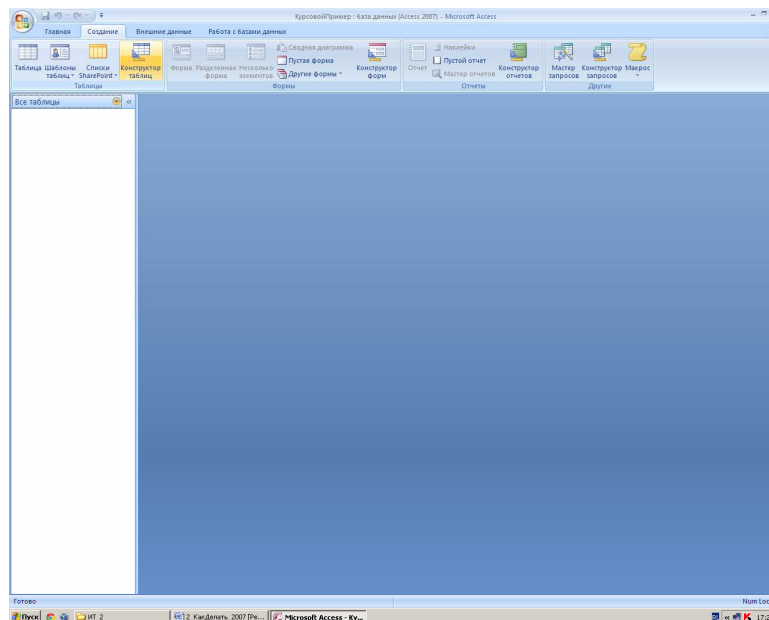 КурсовойПример : база данных (Access 2007) - Microsoft Access
Главная Создание Внешние данные Работа с базами данных
Таблица Шаблоны таблиц Списки SharePoint Конструктор таблиц
Таблицы
Форма Разделенная форма Несколько элементов
Сводная диаграмма
Пустая форма
Другие формы
Конструктор форм
Формы
Отчет
Наклейки
Пустой отчет
Мастер отчетов
Конструктор отчетов
Отчеты
Мастер запросов Конструктор запросов Макрос
Другие
Все таблицы
Готово
Num Loc
Пуск
ИТ 2
2 КакДелать 2007 [Ре...
Microsoft Access - Ку...